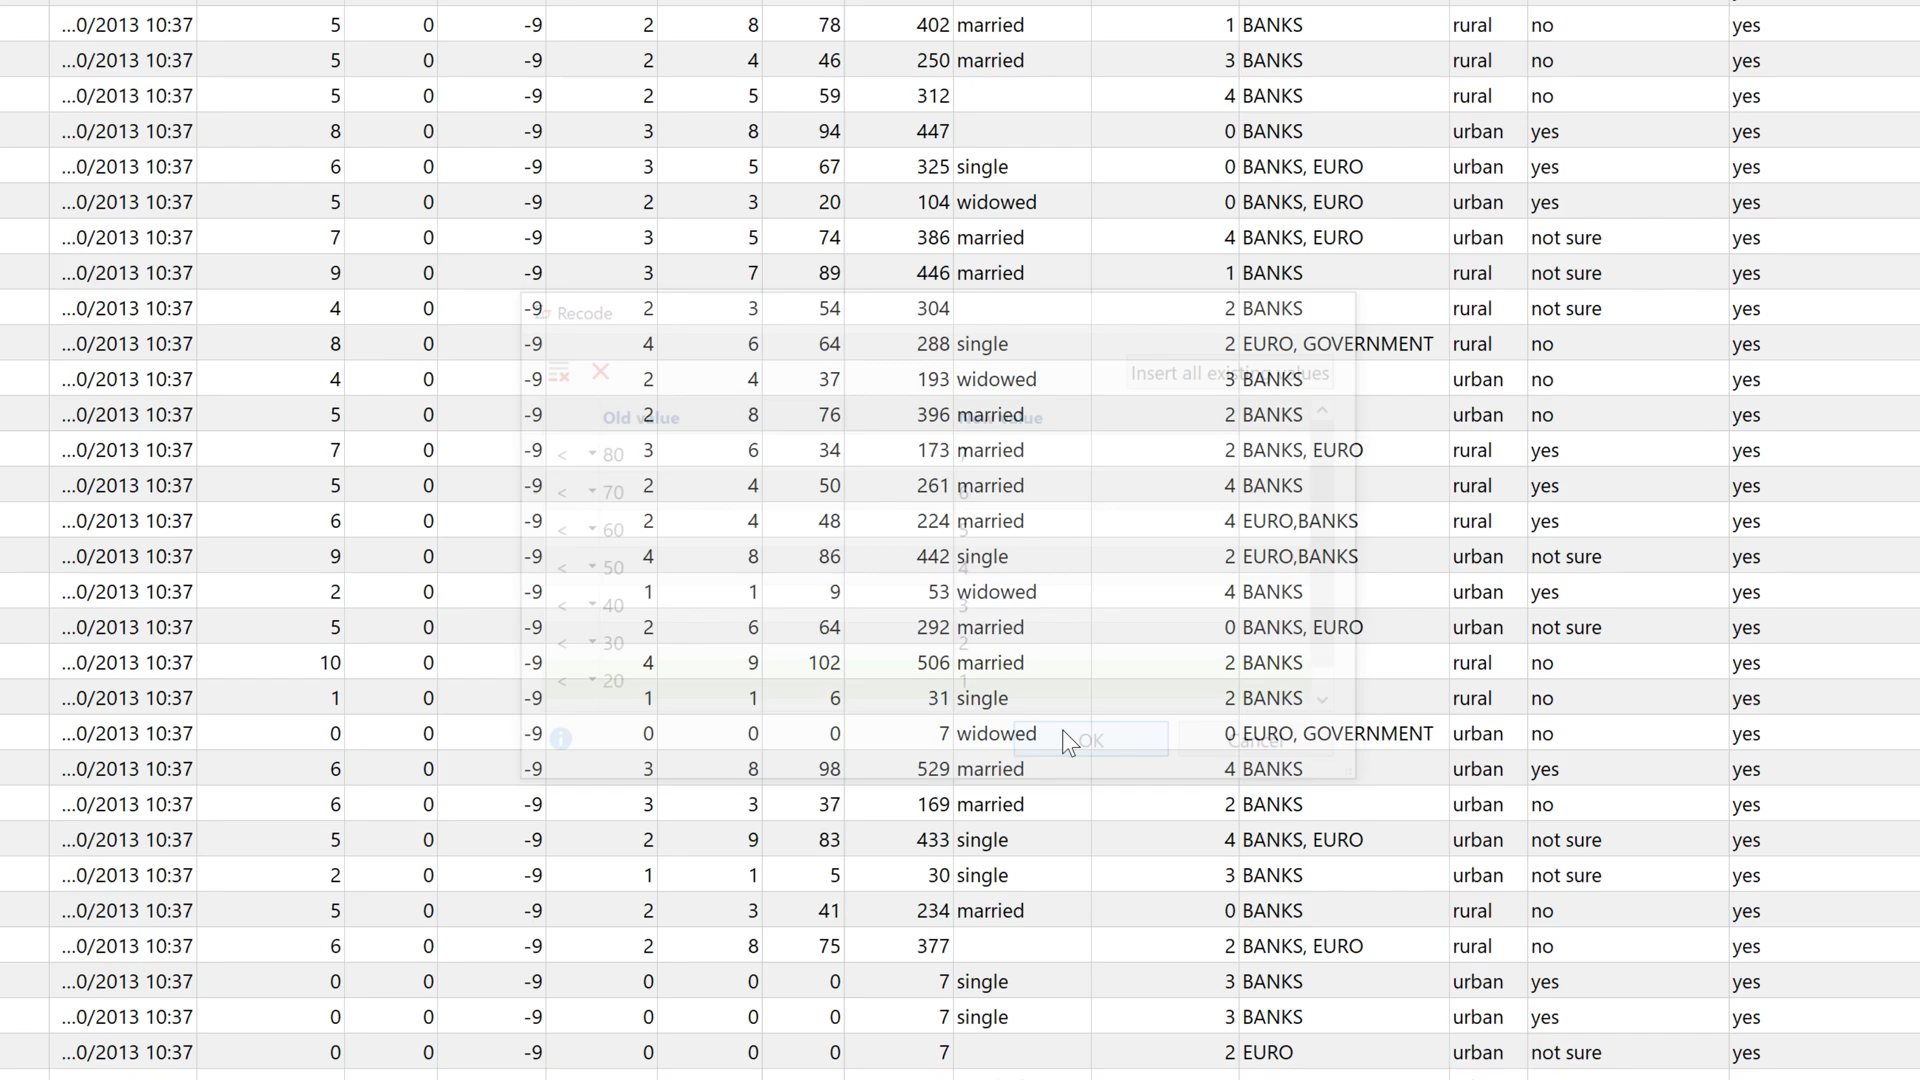 ...0/2013 10:37 5 0 -9 2 8 78 402 married 1 BANKS rural no yes
...0/2013 10:37 5 0 -9 2 4 46 250 married 3 BANKS rural no yes
...0/2013 10:37 5 0 -9 2 5 59 312 4 BANKS rural no yes
...0/2013 10:37 8 0 -9 3 8 94 447 0 BANKS urban yes yes
...0/2013 10:37 6 0 -9 3 5 67 325 single 0 BANKS, EURO urban yes yes
...0/2013 10:37 5 0 -9 2 3 20 104 widowed 0 BANKS, EURO urban yes yes
...0/2013 10:37 7 0 -9 3 5 74 386 married 4 BANKS, EURO urban not sure yes
...0/2013 10:37 9 0 -9 3 7 89 446 married 1 BANKS rural not sure yes
...0/2013 10:37 4 0 -9 2 3 54 304 2 BANKS rural not sure yes
Recode
...0/2013 10:37 8 0 -9 4 6 64 288 single 2 EURO, GOVERNMENT rural no yes
...0/2013 10:37 4 0 -9 2 4 37 193 widowed 3 BANKS urban no yes
Insert all existing values
...0/2013 10:37 5 0 -9 2 8 76 396 married 2 BANKS urban no yes
Old value New value
...0/2013 10:37 7 0 -9 3 6 34 173 married 2 BANKS, EURO rural yes yes
< 80
...0/2013 10:37 5 0 -9 2 4 50 261 married 4 BANKS rural yes yes
< 70 6
...0/2013 10:37 6 0 -9 2 4 48 224 married 4 EURO,BANKS rural yes yes
< 60 5
...0/2013 10:37 9 0 -9 4 8 86 442 single 2 EURO,BANKS urban not sure yes
< 50 4
...0/2013 10:37 2 0 -9 1 1 9 53 widowed 4 BANKS urban yes yes
< 40 3
...0/2013 10:37 5 0 -9 2 6 64 292 married 0 BANKS, EURO urban not sure yes
< 30 2
...0/2013 10:37 10 0 -9 4 9 102 506 married 2 BANKS rural no yes
< 20 1
...0/2013 10:37 1 0 -9 1 1 6 31 single 2 BANKS rural no yes
...0/2013 10:37 0 0 -9 0 0 0 7 widowed 0 EURO, GOVERNMENT urban no yes
OK Cancel
...0/2013 10:37 6 0 -9 3 8 98 529 married 4 BANKS urban yes yes
...0/2013 10:37 6 0 -9 3 3 37 169 married 2 BANKS urban no yes
...0/2013 10:37 5 0 -9 2 9 83 433 single 4 BANKS, EURO urban not sure yes
...0/2013 10:37 2 0 -9 1 1 5 30 single 3 BANKS urban not sure yes
...0/2013 10:37 5 0 -9 2 3 41 234 married 0 BANKS rural no yes
...0/2013 10:37 6 0 -9 2 8 75 377 2 BANKS, EURO rural no yes
...0/2013 10:37 0 0 -9 0 0 0 7 single 3 BANKS urban yes yes
...0/2013 10:37 0 0 -9 0 0 0 7 single 3 BANKS urban yes yes
...0/2013 10:37 0 0 -9 0 0 0 7 2 EURO urban not sure yes